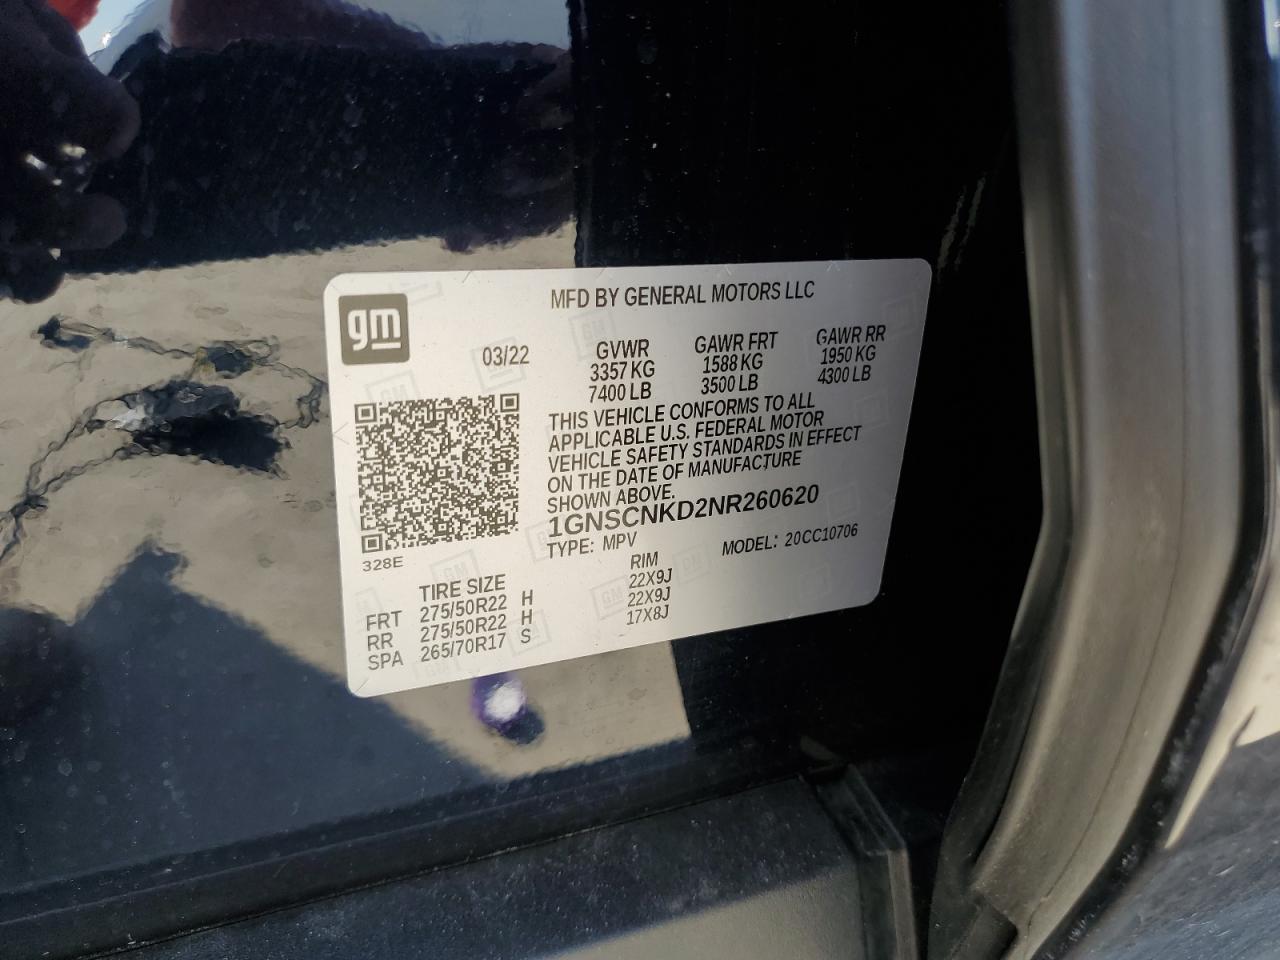 gm
MFD BY GENERAL MOTORS LLC
03/22
GVWR GAWR FRT GAWR RR
3357 KG 1588 KG 1950 KG
7400 LB 3500 LB 4300 LB
THIS VEHICLE CONFORMS TO ALL
APPLICABLE U.S. FEDERAL MOTOR
VEHICLE SAFETY STANDARDS IN EFFECT
ON THE DATE OF MANUFACTURE
SHOWN ABOVE.
1GNSCNKD2NR260620
TYPE: MPV MODEL: 20CC10706
328E
TIRE SIZE RIM
FRT 275/50R22 H 22X9J
RR 275/50R22 H 22X9J
SPA 265/70R17 S 17X8J